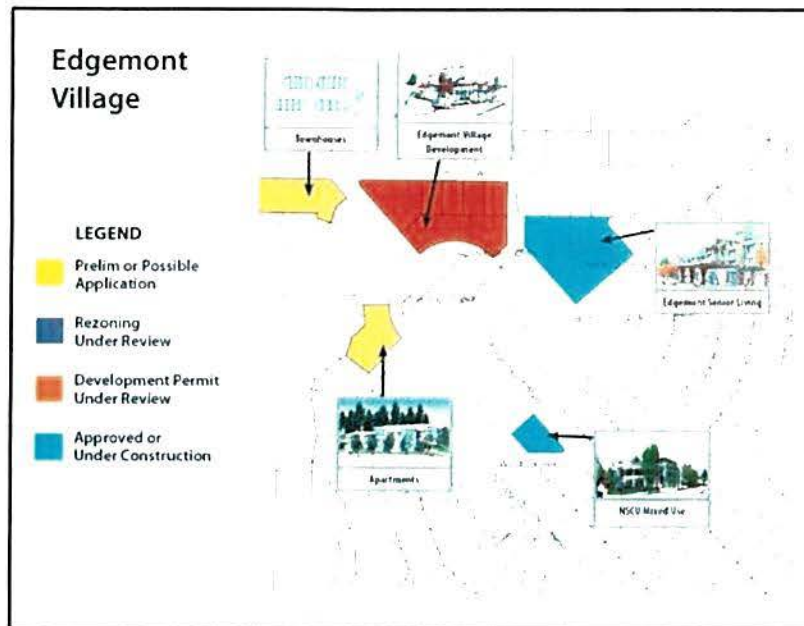 Edgemont
Village
Townhouses
Edgemont Village
Development
LEGEND
Prelim or Possible
Application
Rezoning
Under Review
Development Permit
Under Review
Approved or
Under Construction
Edgemont Senior Living
Apartments
NSCU Mixed Use